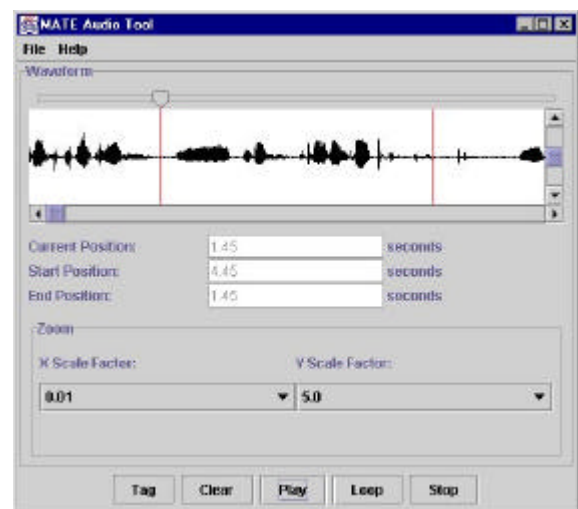 MATE Audio Tool
File Help
Waveform
Current Position: 1.45 seconds
Start Position: 4.45 seconds
End Position: 1.45 seconds
Zoom
X Scale Factor: Y Scale Factor:
0.01 5.0
Tag Clear Play Loop Stop